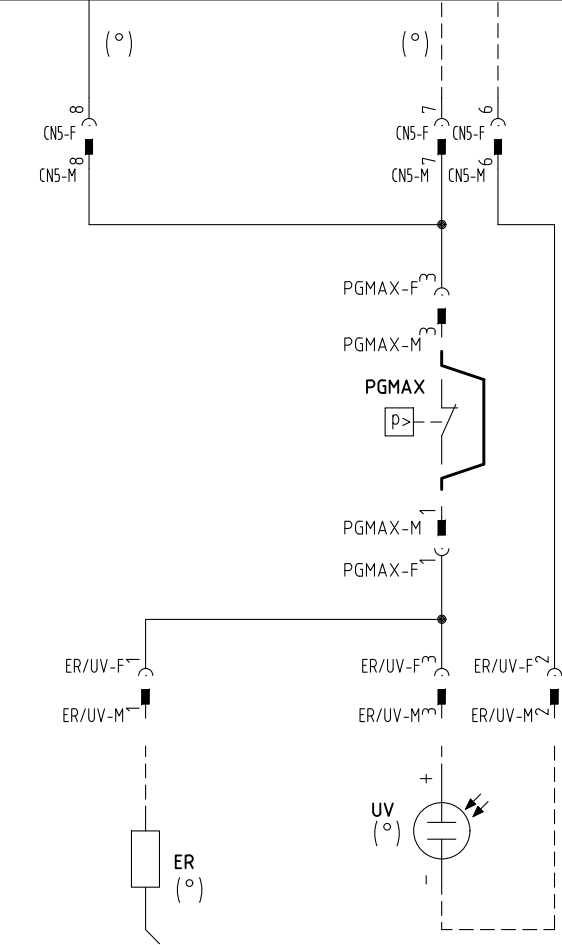 (°) (°)
8 7 6
CN5-F CN5-F CN5-F
8 7 6
CN5-M CN5-M CN5-M
3
PGMAX-F
3
PGMAX-M
PGMAX
P>
1
PGMAX-M
PGMAX-F 1
ER/UV-F 1 ER/UV-F 3 ER/UV-F 2
ER/UV-M 1 ER/UV-M 3 ER/UV-M 2
+
UV
(°)
ER
(°)
-